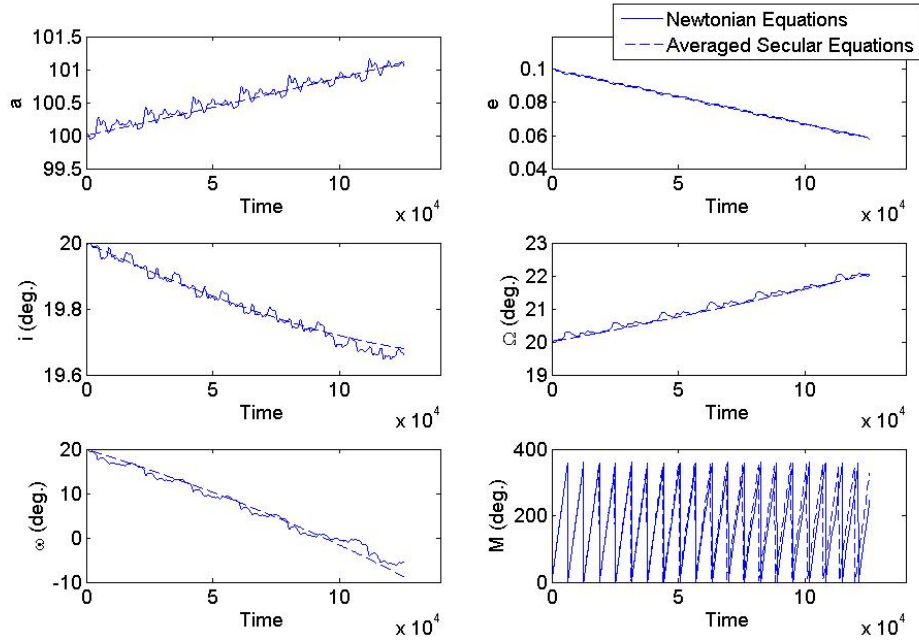 Newtonian Equations
Averaged Secular Equations
101.5
101
100.5
100
99.5
a
0
5
10
Time
x 10^4
0.1
0.08
0.06
0.04
e
0
5
10
Time
x 10^4
20
19.8
19.6
i (deg.)
0
5
10
Time
x 10^4
23
22
21
20
19
Ω (deg.)
0
5
10
Time
x 10^4
20
10
0
-10
ω (deg.)
0
5
10
Time
x 10^4
400
200
0
M (deg.)
0
5
10
Time
x 10^4